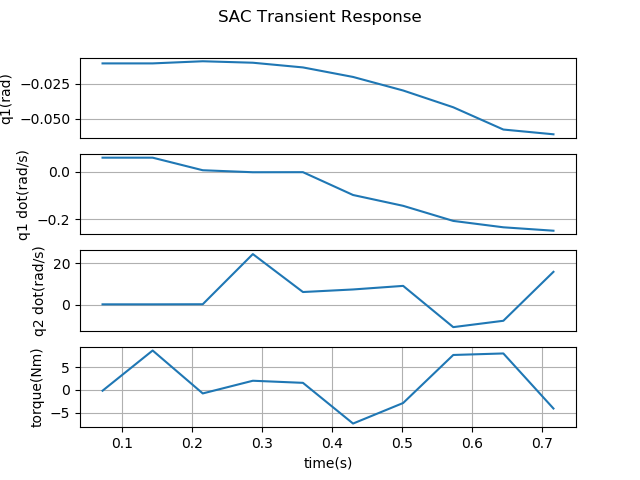 SAC Transient Response
q1(rad)
−0.025
−0.050
q1 dot(rad/s)
0.0
−0.2
q2 dot(rad/s)
20
0
torque(Nm)
5
0
−5
0.1 0.2 0.3 0.4 0.5 0.6 0.7
time(s)